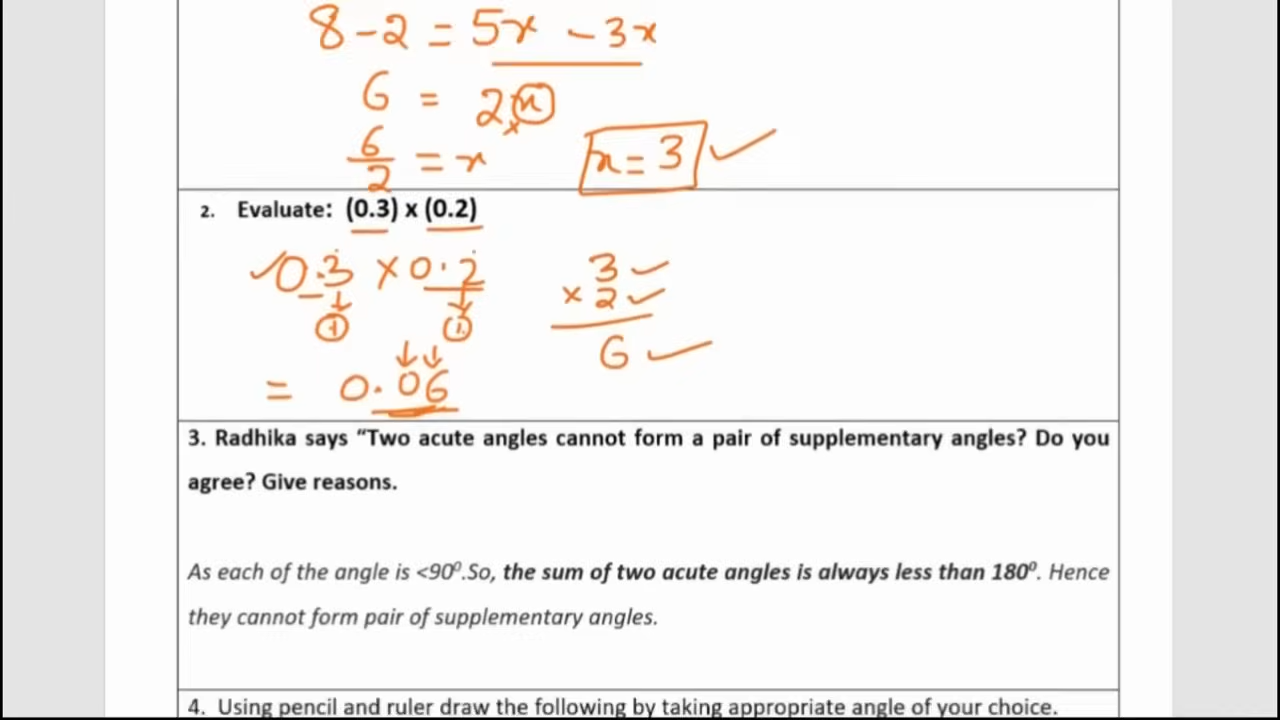 8 - 2 = 5x - 3x
6 = 2x
6/2 = x
x = 3 ✓
2. Evaluate: (0.3) x (0.2)
✓0.3 × 0.2
3 ✓
× 2 ✓
1 1
6 ✓
= 0.06
3. Radhika says “Two acute angles cannot form a pair of supplementary angles? Do you
agree? Give reasons.
As each of the angle is <90⁰.So, the sum of two acute angles is always less than 180⁰. Hence
they cannot form pair of supplementary angles.
4. Using pencil and ruler draw the following by taking appropriate angle of your choice.